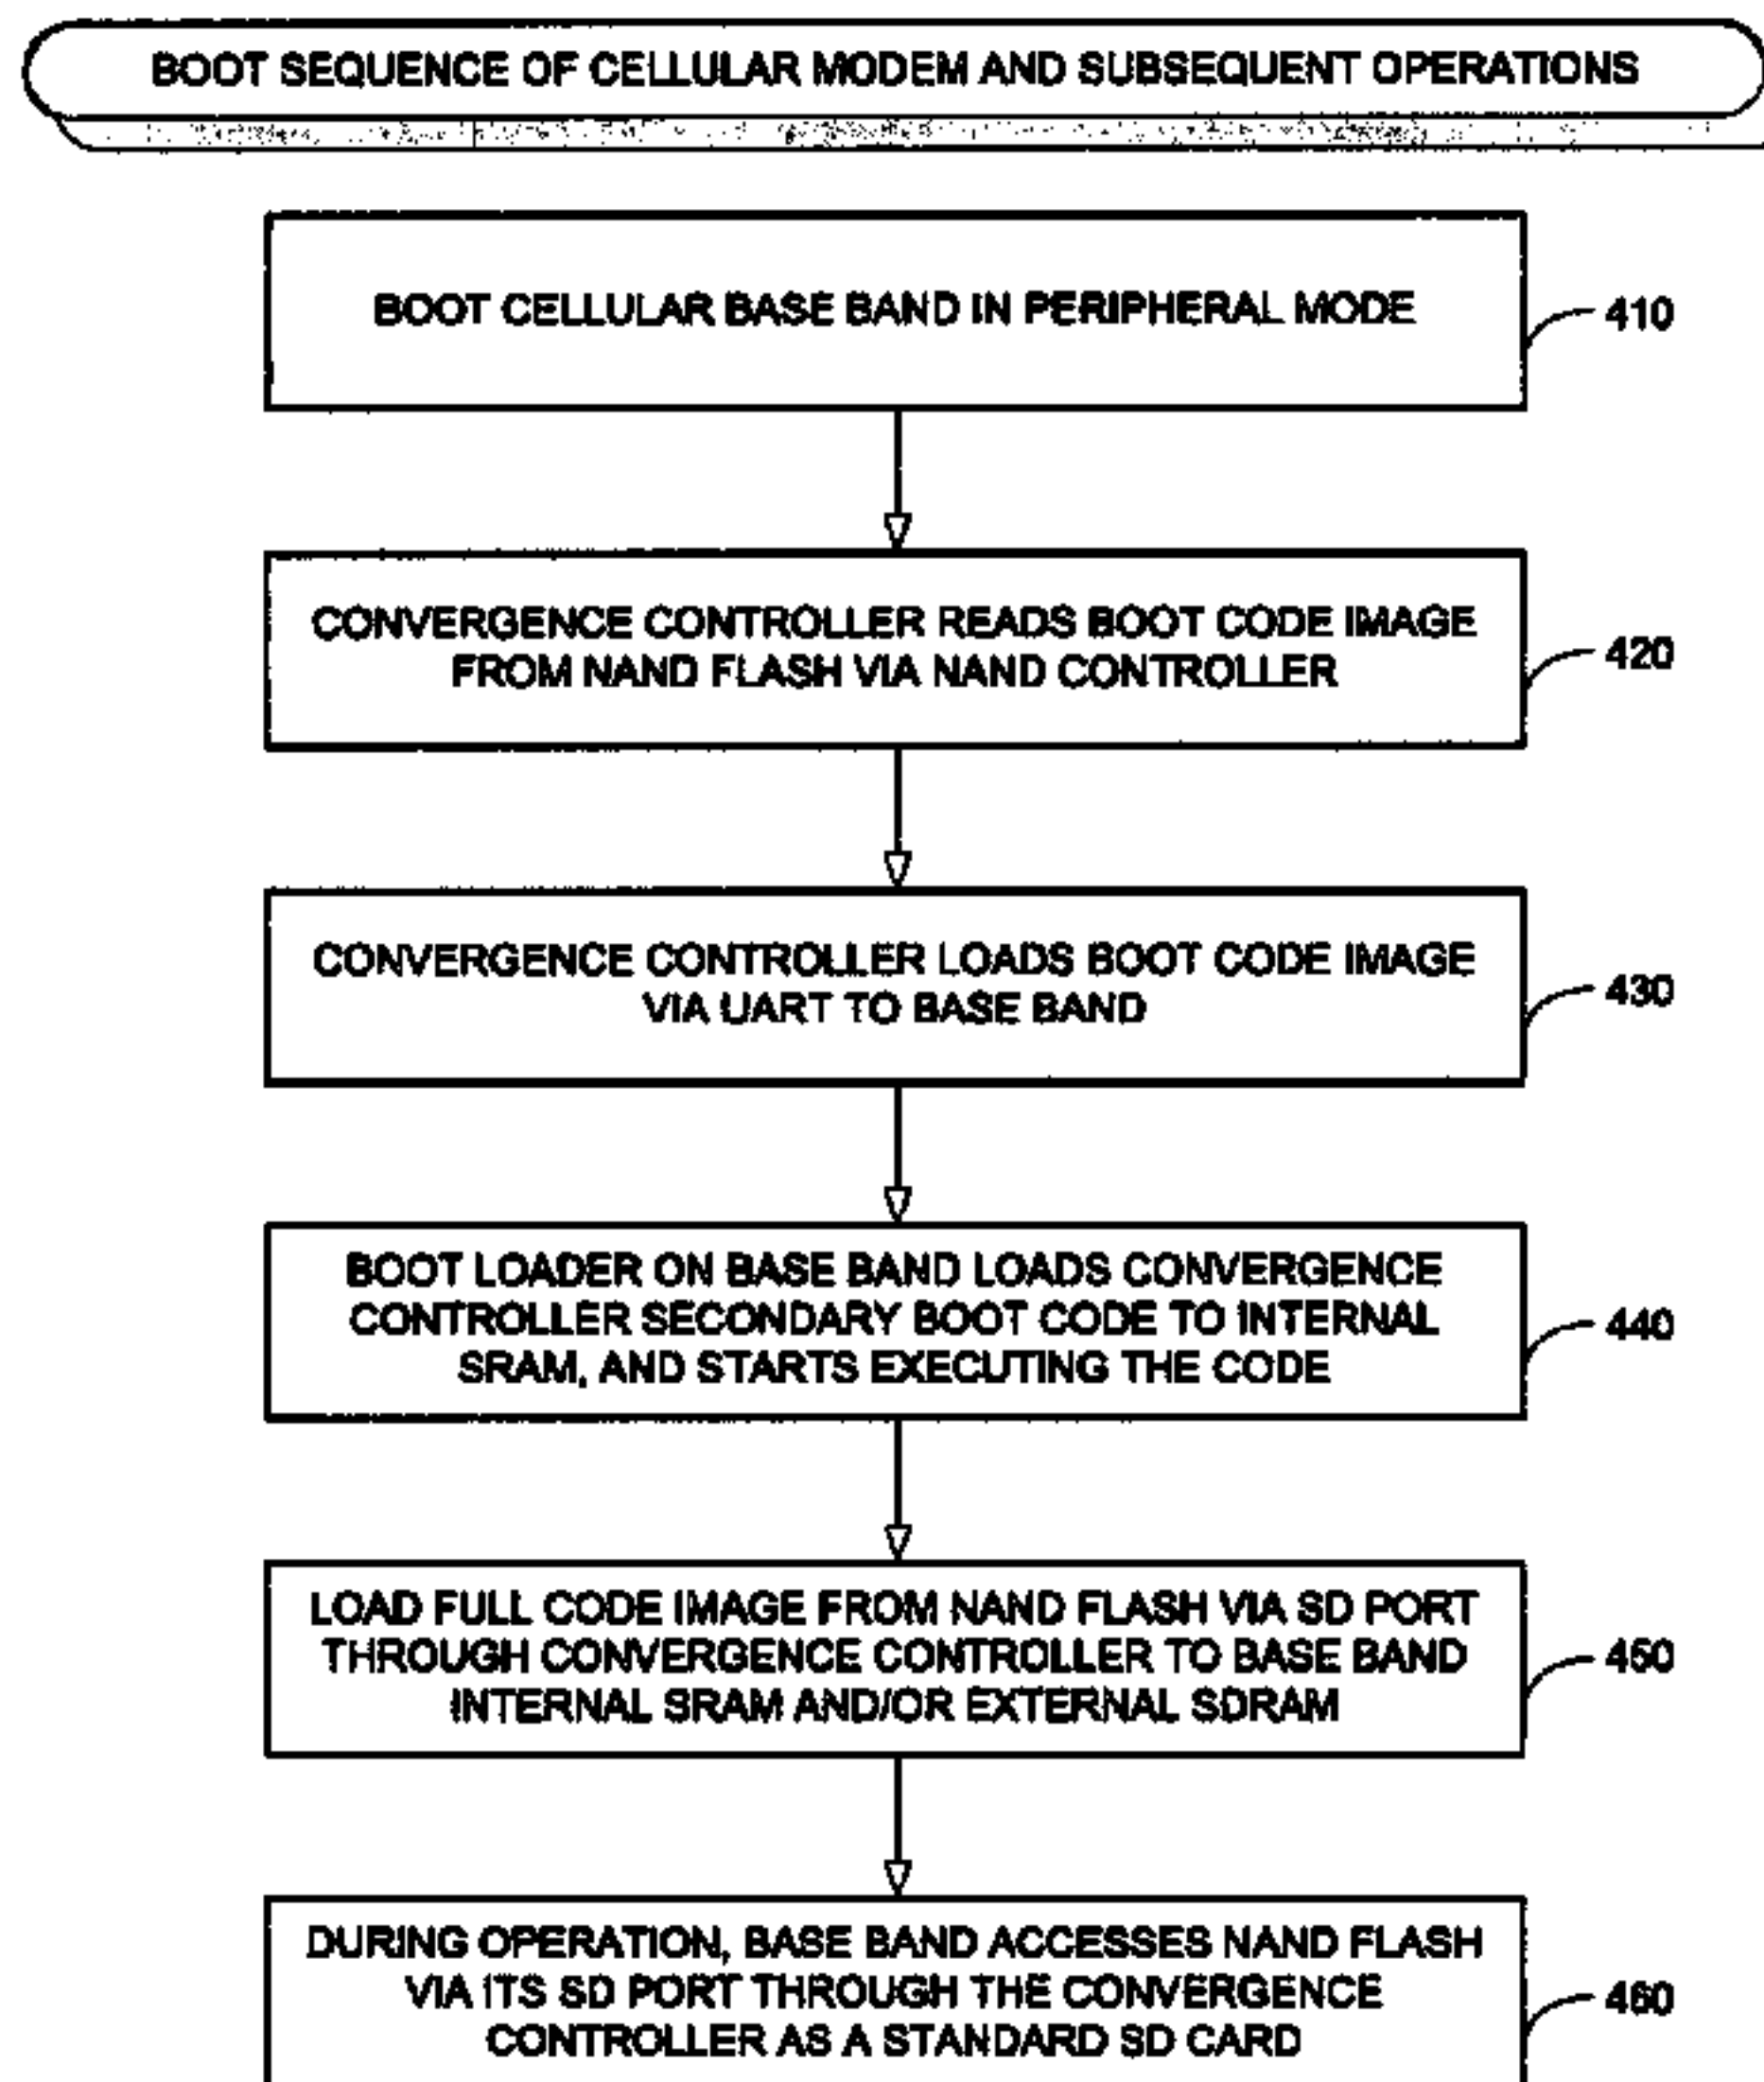 BOOT SEQUENCE OF CELLULAR MODEM AND SUBSEQUENT OPERATIONS
BOOT CELLULAR BASE BAND IN PERIPHERAL MODE
410
CONVERGENCE CONTROLLER READS BOOT CODE IMAGE
FROM NAND FLASH VIA NAND CONTROLLER
420
CONVERGENCE CONTROLLER LOADS BOOT CODE IMAGE
VIA UART TO BASE BAND
430
BOOT LOADER ON BASE BAND LOADS CONVERGENCE
CONTROLLER SECONDARY BOOT CODE TO INTERNAL
SRAM, AND STARTS EXECUTING THE CODE
440
LOAD FULL CODE IMAGE FROM NAND FLASH VIA SD PORT
THROUGH CONVERGENCE CONTROLLER TO BASE BAND
INTERNAL SRAM AND/OR EXTERNAL SDRAM
450
DURING OPERATION, BASE BAND ACCESSES NAND FLASH
VIA ITS SD PORT THROUGH THE CONVERGENCE
CONTROLLER AS A STANDARD SD CARD
460